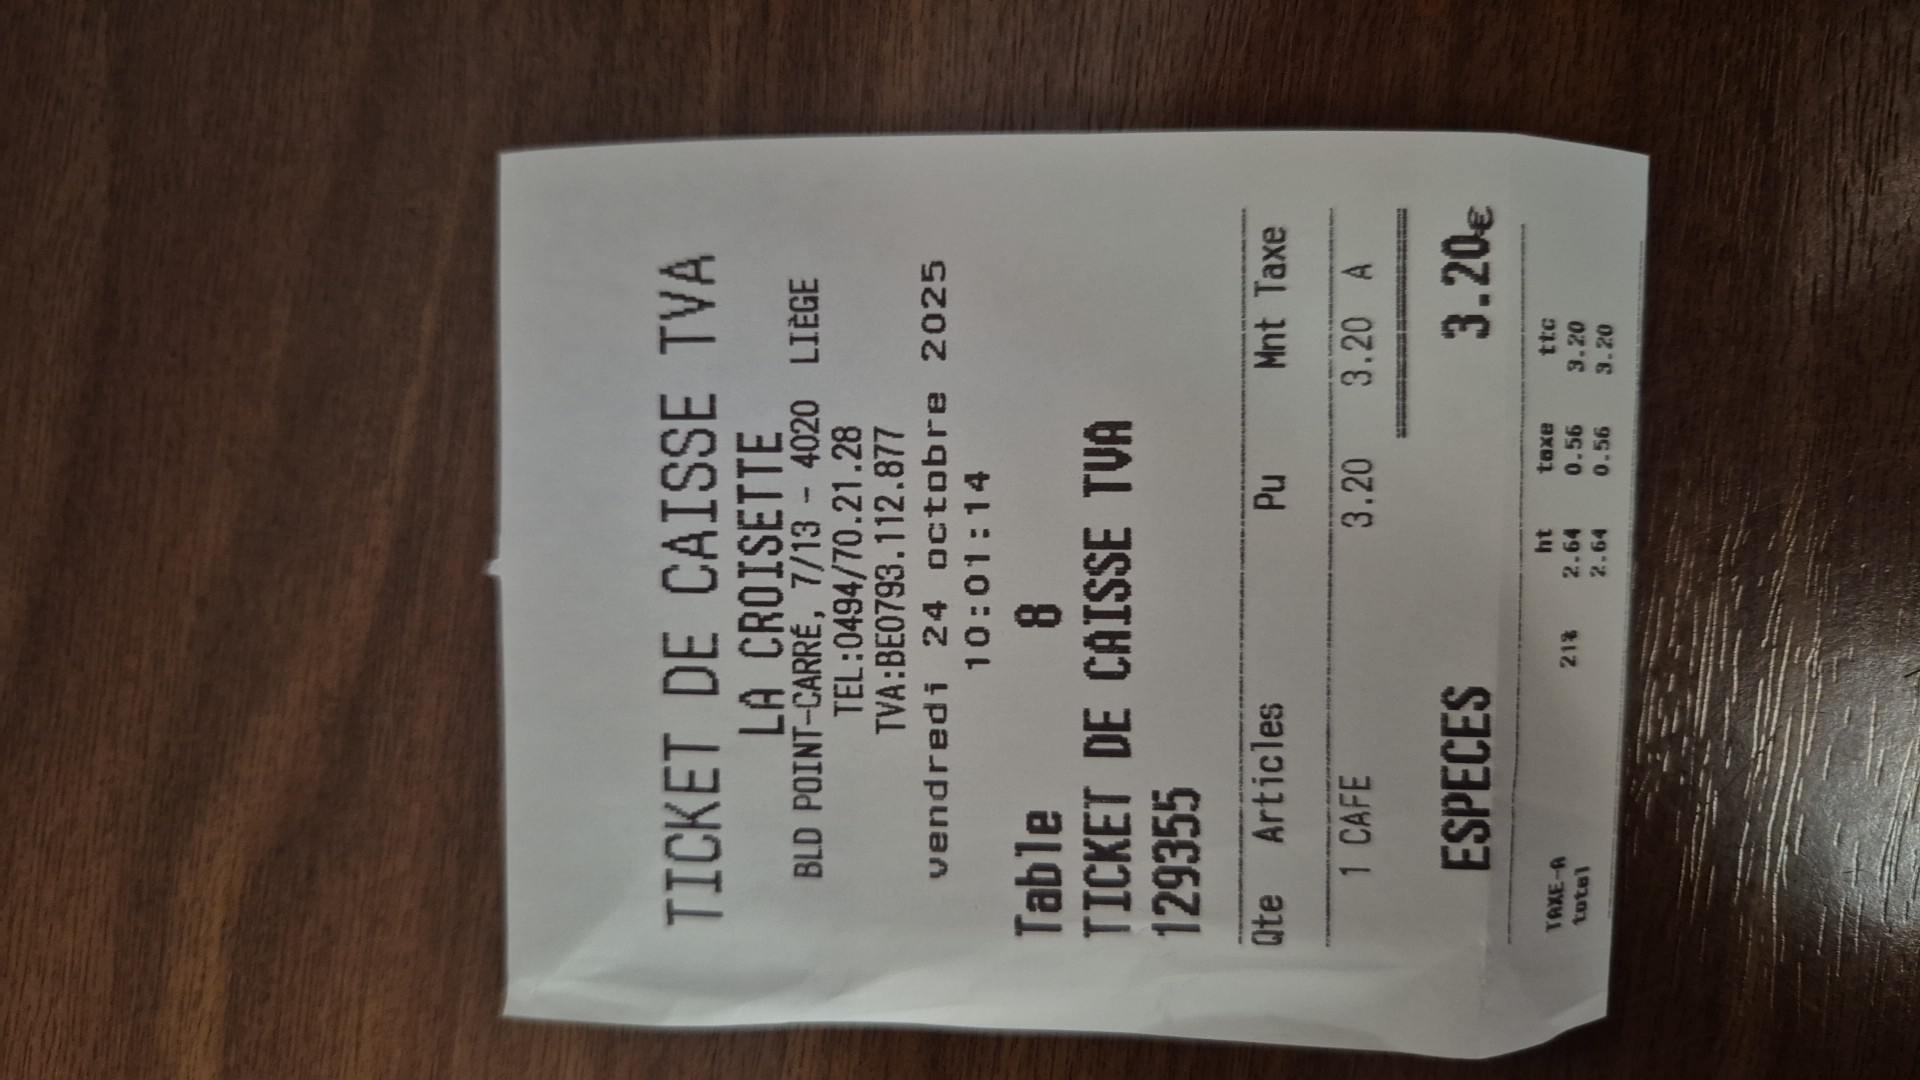 TICKET DE CAISSE TVA
LA CROISETTE
BLD POINT-CARRÉ, 7/13 - 4020 LIÈGE
TEL:0494/70.21.28
TVA:BE0793.112.877
vendredi 24 octobre 2025
10:01:14
Table 8
TICKET DE CAISSE TVA
129355
Qte Articles Pu Mnt Taxe
1 CAFE 3.20 3.20 A
ESPECES 3.20€
ht taxe ttc
TAXE-A 21% 2.64 0.56 3.20
total 2.64 0.56 3.20